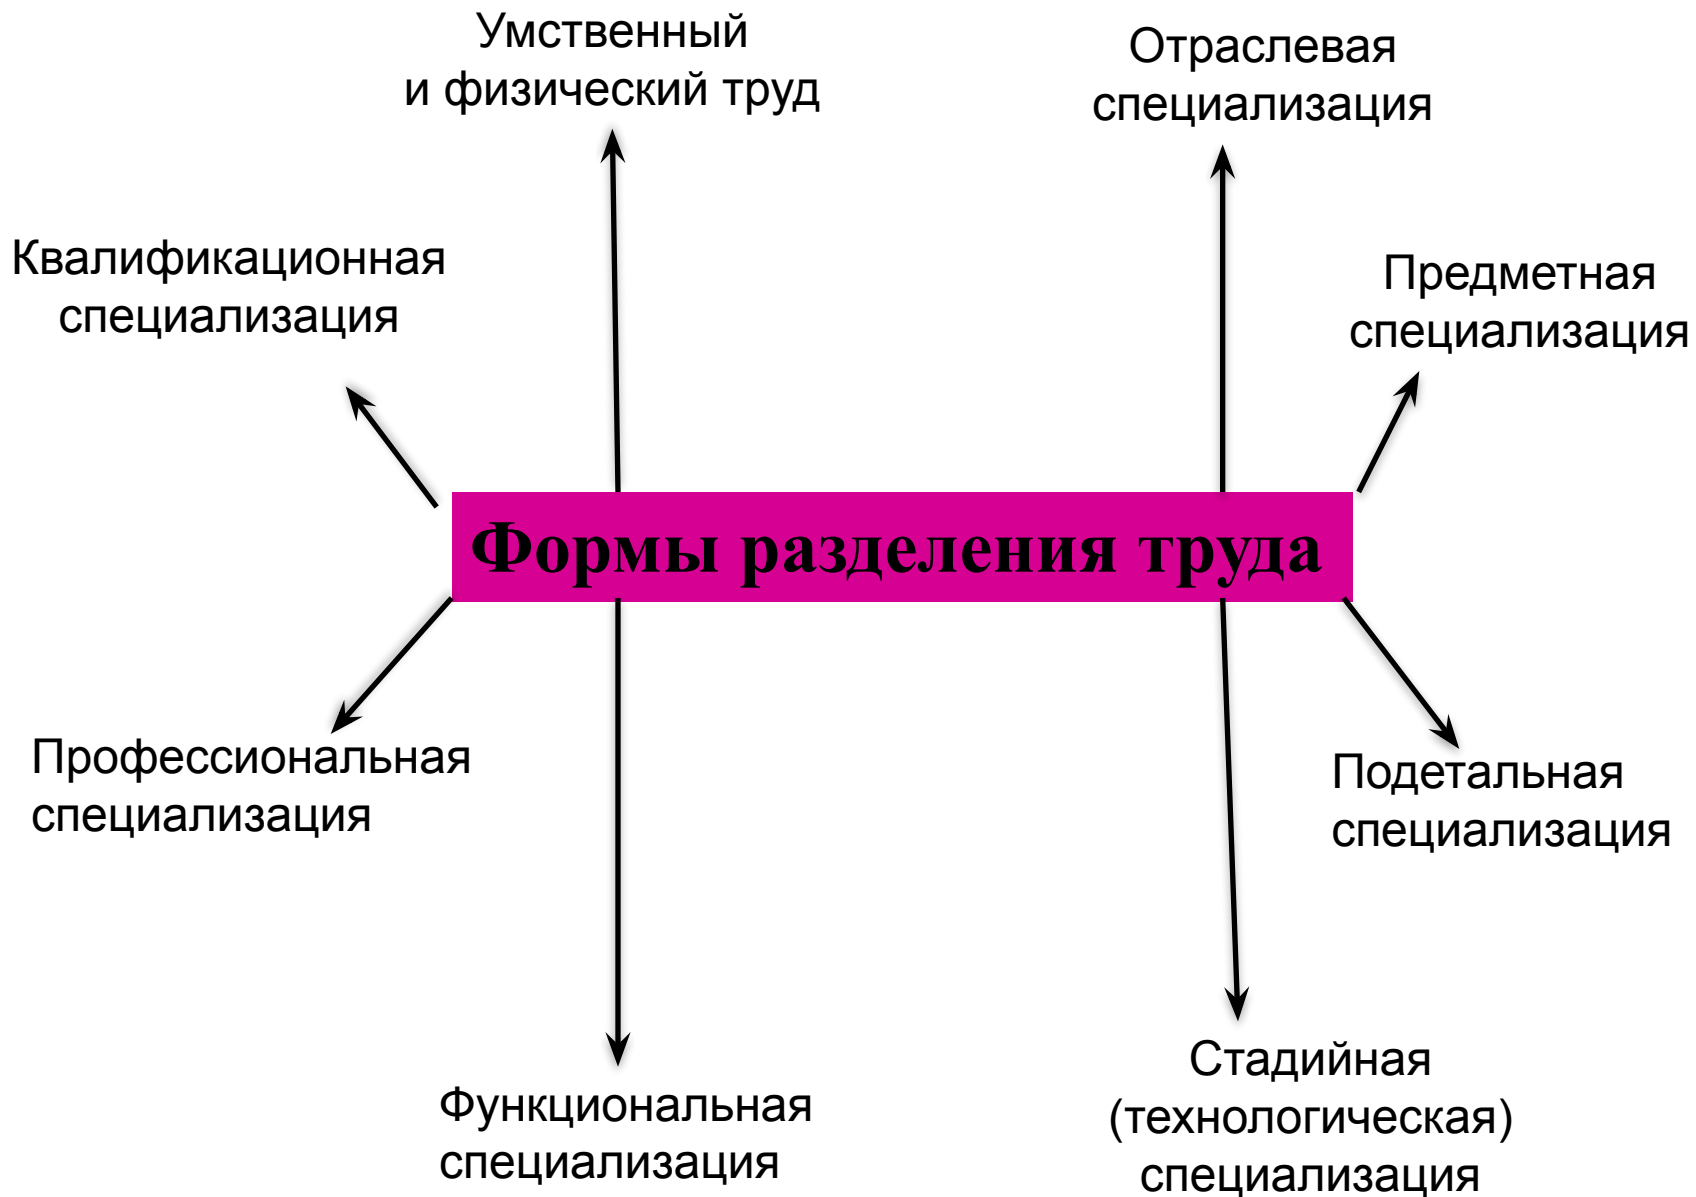 Умственный
и физический труд
Отраслевая
специализация
Квалификационная
специализация
Предметная
специализация
Формы разделения труда
Профессиональная
специализация
Подетальная
специализация
Функциональная
специализация
Стадийная
(технологическая)
специализация